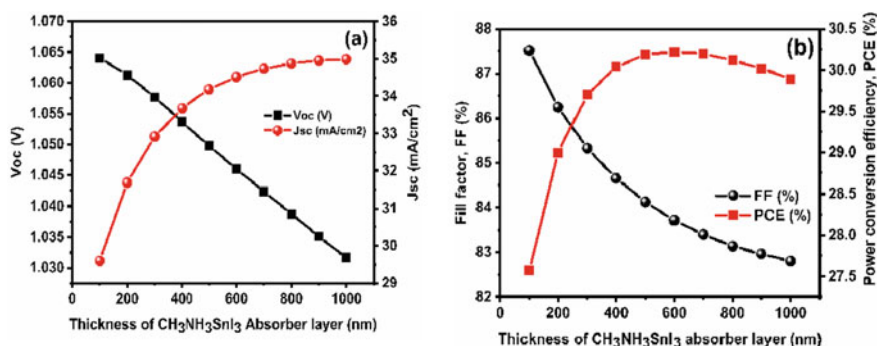 (a)
1.070
1.065
1.060
1.055
1.050
1.045
1.040
1.035
1.030
Voc (V)
36
35
34
33
32
31
30
29
Jsc (mA/cm²)
Voc (V)
Jsc (mA/cm2)
0 200 400 600 800 1000
Thickness of CH₃NH₃SnI₃ Absorber layer (nm)
(b)
88
87
86
85
84
83
82
Fill factor, FF (%)
30.5
30.0
29.5
29.0
28.5
28.0
27.5
Power conversion efficiency, PCE (%)
FF (%)
PCE (%)
0 200 400 600 800 1000
Thickness of CH₃NH₃SnI₃ absorber layer (nm)